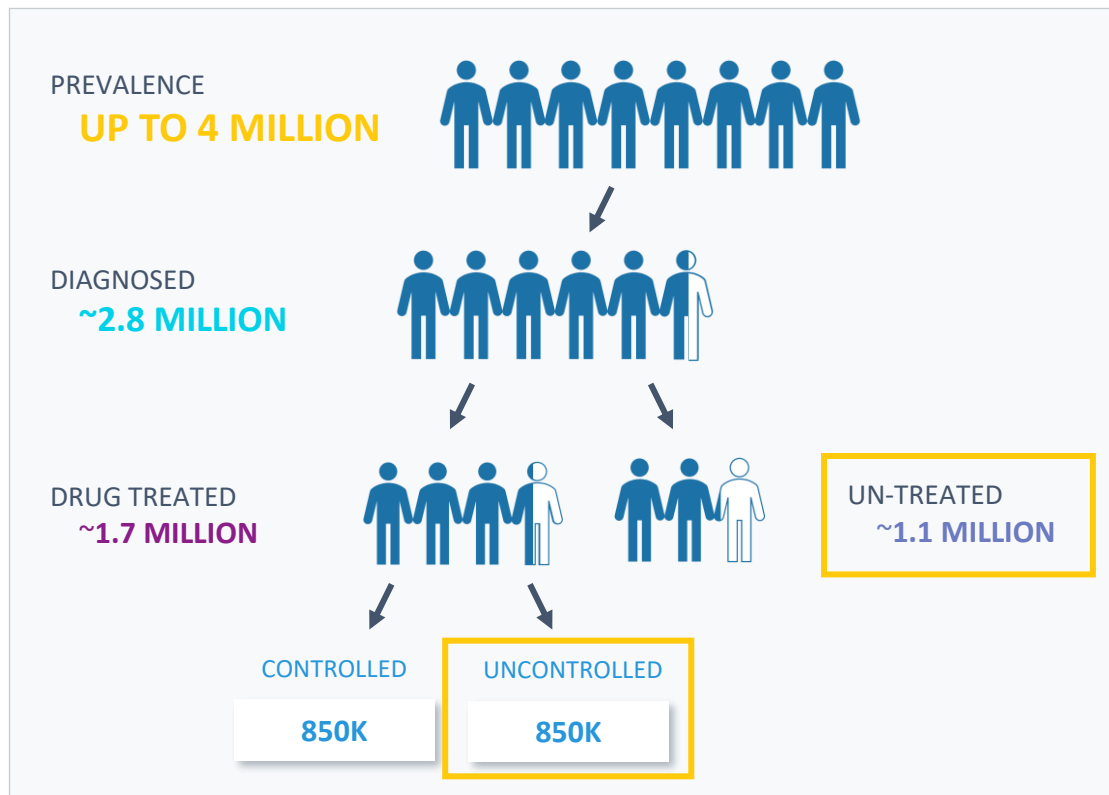 PREVALENCE
UP TO 4 MILLION
DIAGNOSED
~2.8 MILLION
DRUG TREATED
~1.7 MILLION
UN-TREATED
~1.1 MILLION
CONTROLLED
850K
UNCONTROLLED
850K